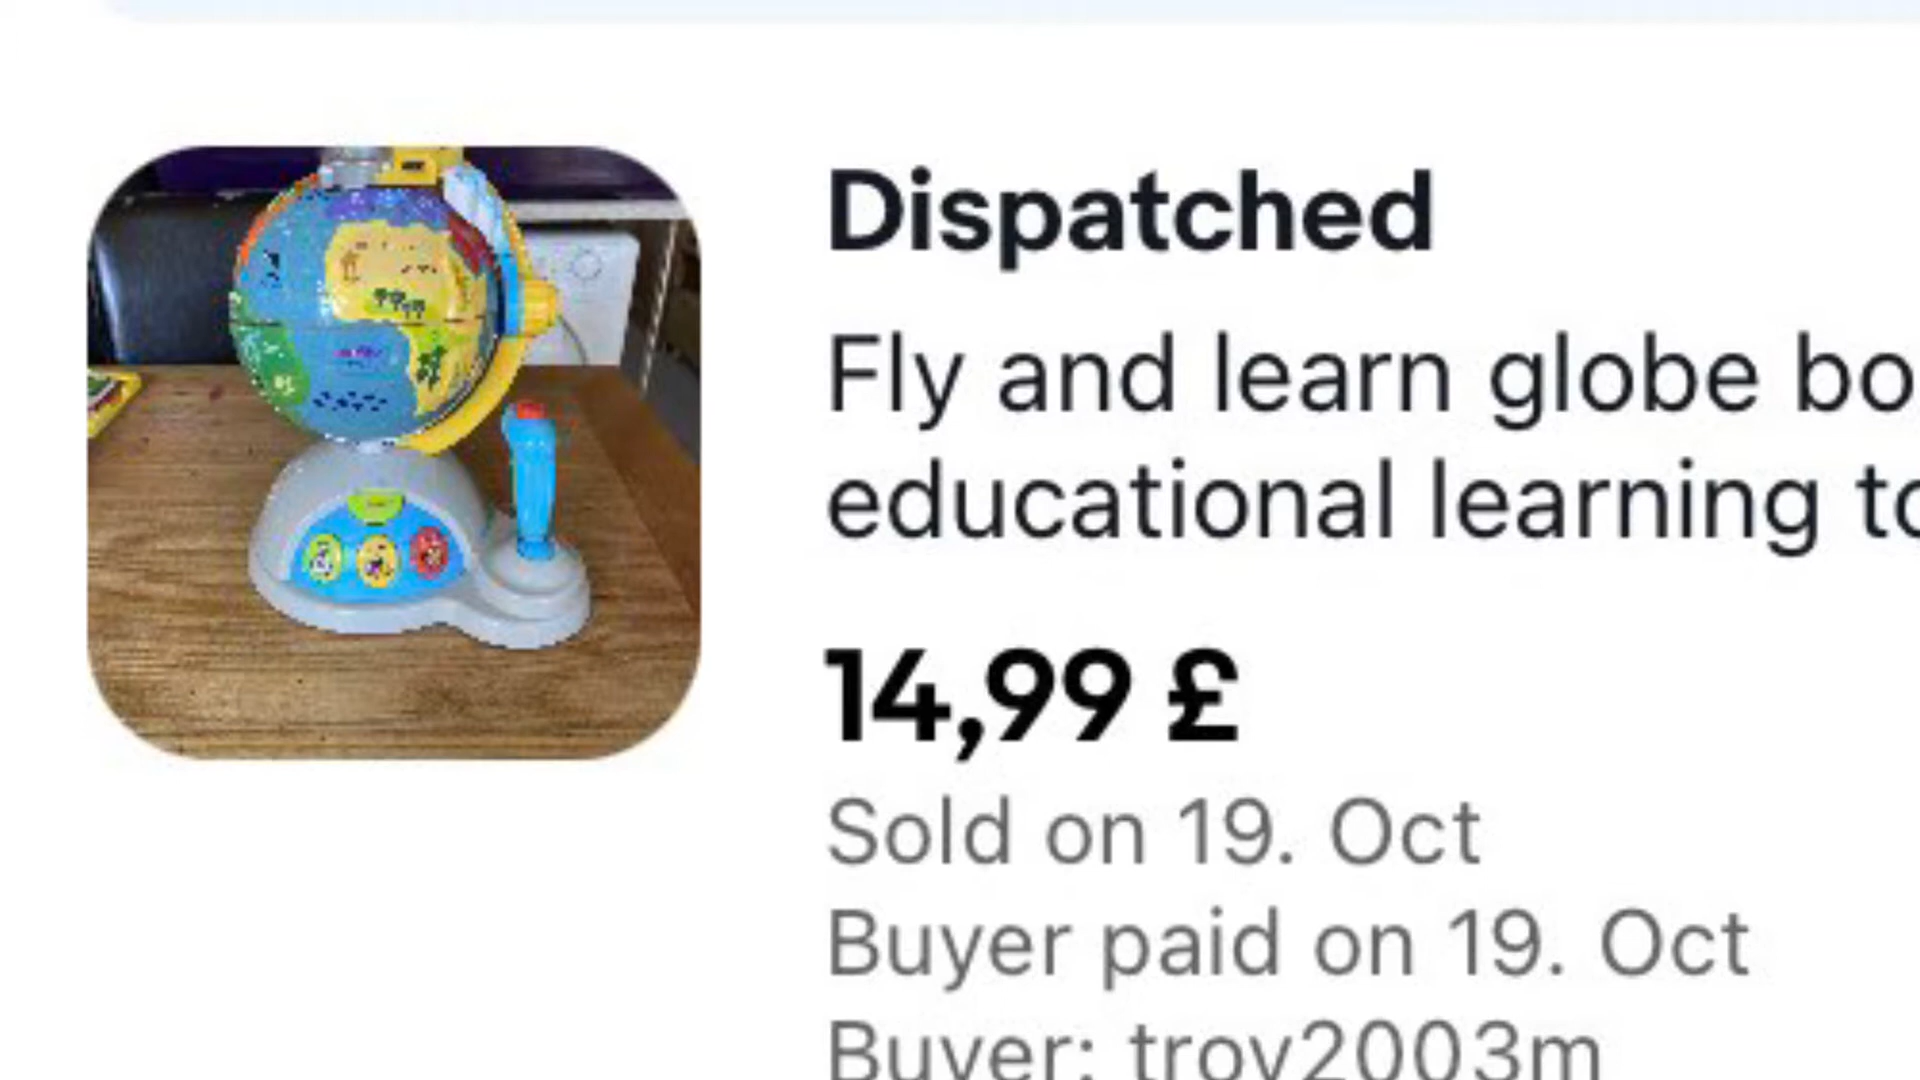 Dispatched
Fly and learn globe bo
educational learning to
14,99 £
Sold on 19. Oct
Buyer paid on 19. Oct
Buyer: troy2003m